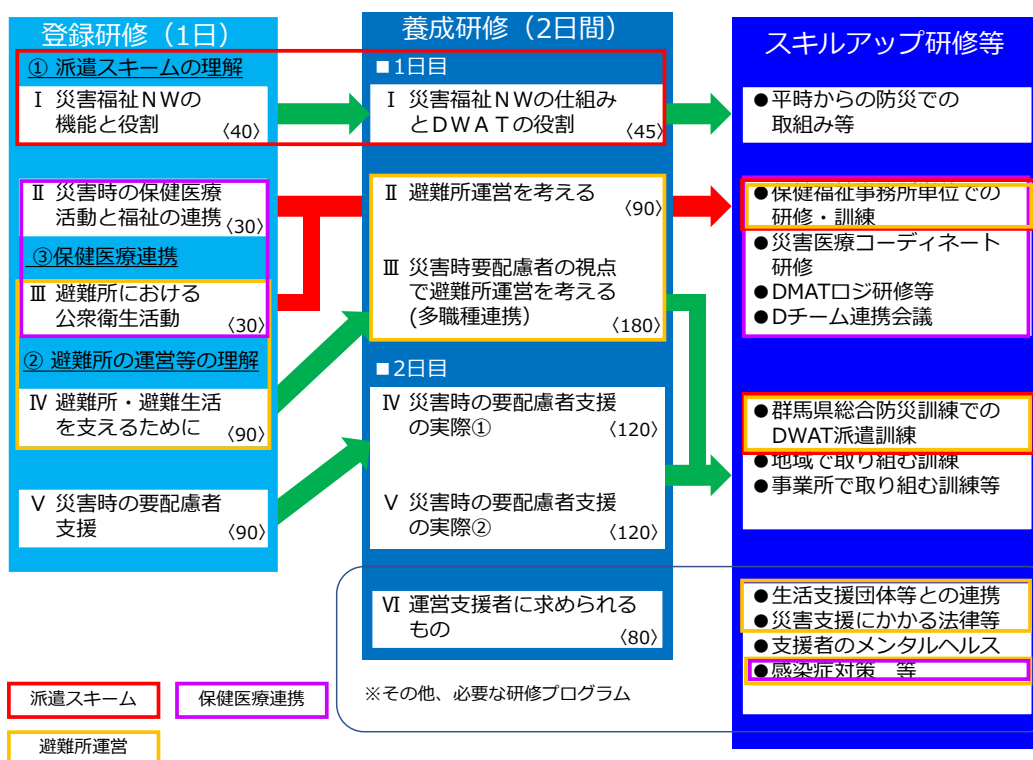 登録研修（1日）
① 派遣スキームの理解
Ⅰ 災害福祉ＮＷの
機能と役割
〈40〉
Ⅱ 災害時の保健医療
活動と福祉の連携
〈30〉
③保健医療連携
Ⅲ 避難所における
公衆衛生活動
〈30〉
② 避難所の運営等の理解
Ⅳ 避難所・避難生活
を支えるために
〈90〉
Ⅴ 災害時の要配慮者
支援
〈90〉
養成研修（2日間）
■1日目
Ⅰ 災害福祉ＮＷの仕組み
とＤＷＡＴの役割
〈45〉
Ⅱ 避難所運営を考える
〈90〉
Ⅲ 災害時要配慮者の視点
で避難所運営を考える
(多職種連携）
〈180〉
■2日目
Ⅳ 災害時の要配慮者支援
の実際①
〈120〉
Ⅴ 災害時の要配慮者支援
の実際②
〈120〉
Ⅵ 運営支援者に求められる
もの
〈80〉
※その他、必要な研修プログラム
スキルアップ研修等
●平時からの防災での
取組み等
●保健福祉事務所単位での
研修・訓練
●災害医療コーディネート
研修
●DMATロジ研修等
●Dチーム連携会議
●群馬県総合防災訓練での
DWAT派遣訓練
●地域で取り組む訓練
●事業所で取り組む訓練等
●生活支援団体等との連携
●災害支援にかかる法律等
●支援者のメンタルヘルス
●感染症対策　等
派遣スキーム
保健医療連携
避難所運営